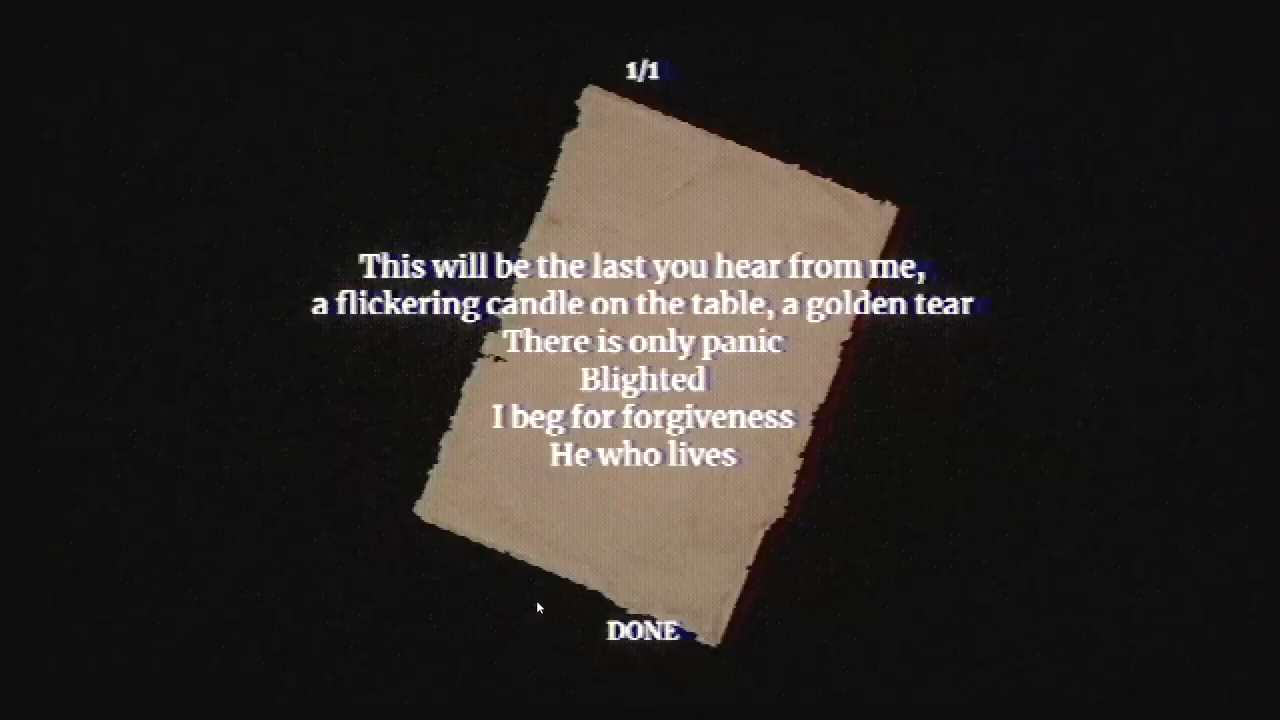 1/1
This will be the last you hear from me,
a flickering candle on the table, a golden tear
There is only panic
Blighted
I beg for forgiveness
He who lives
DONE